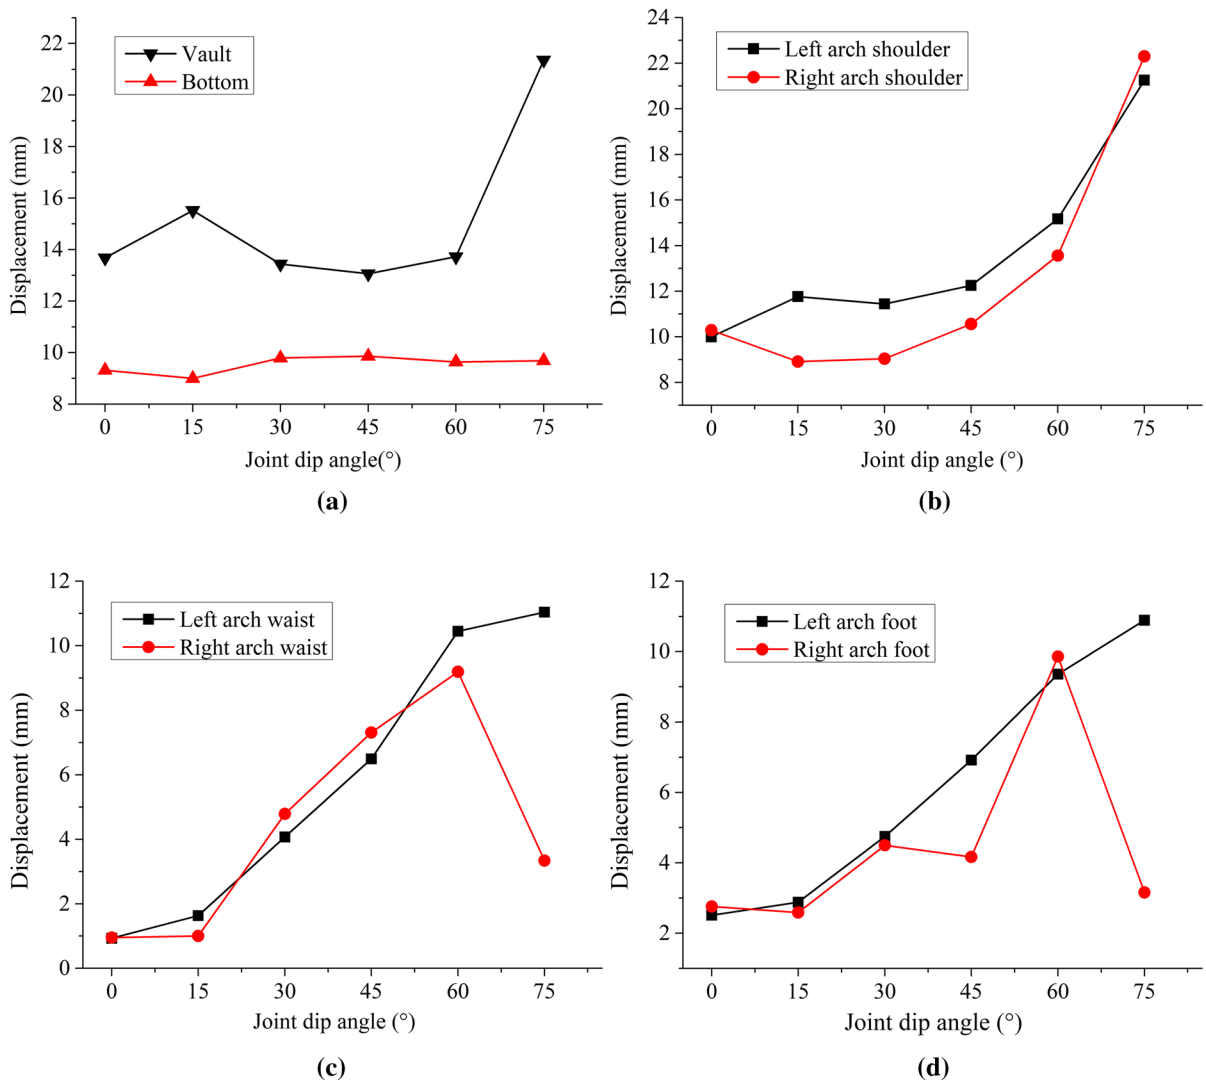 Vault
Bottom
22
20
18
16
14
12
10
8
Displacement (mm)
0 15 30 45 60 75
Joint dip angle(°)
(a)
Left arch shoulder
Right arch shoulder
24
22
20
18
16
14
12
10
8
Displacement (mm)
0 15 30 45 60 75
Joint dip angle (°)
(b)
Left arch waist
Right arch waist
12
10
8
6
4
2
0
Displacement (mm)
0 15 30 45 60 75
Joint dip angle (°)
(c)
Left arch foot
Right arch foot
12
10
8
6
4
2
Displacement (mm)
0 15 30 45 60 75
Joint dip angle (°)
(d)